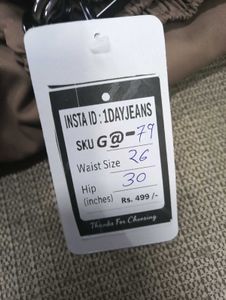 INSTA ID : 1DAYJEANS
SKU G@-79
Waist Size 26
Hip 30
(inches) Rs. 499 /-
Thanks For Choosing